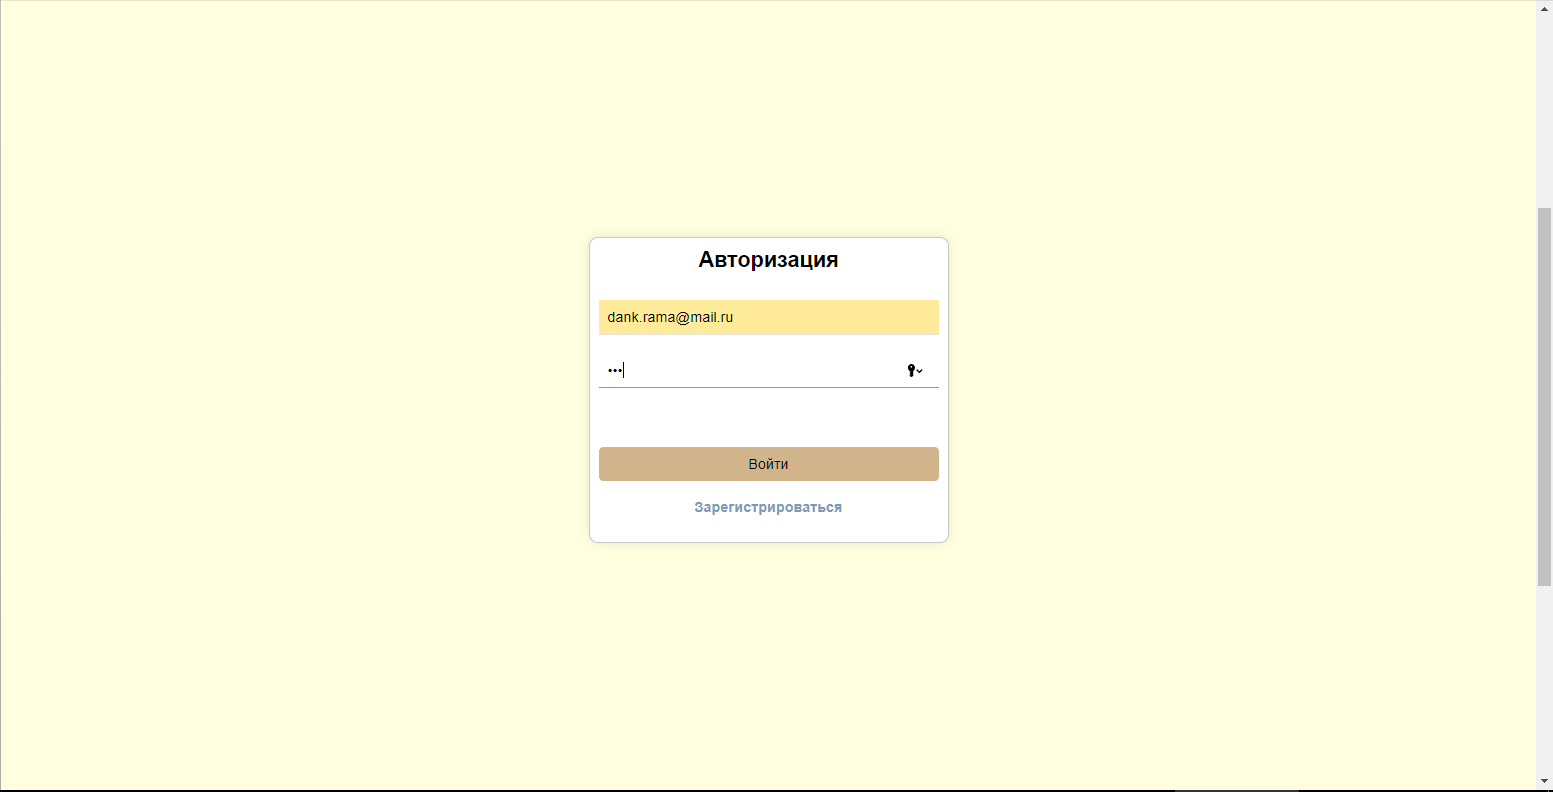 Авторизация
dank.rama@mail.ru
•••
Войти
Зарегистрироваться